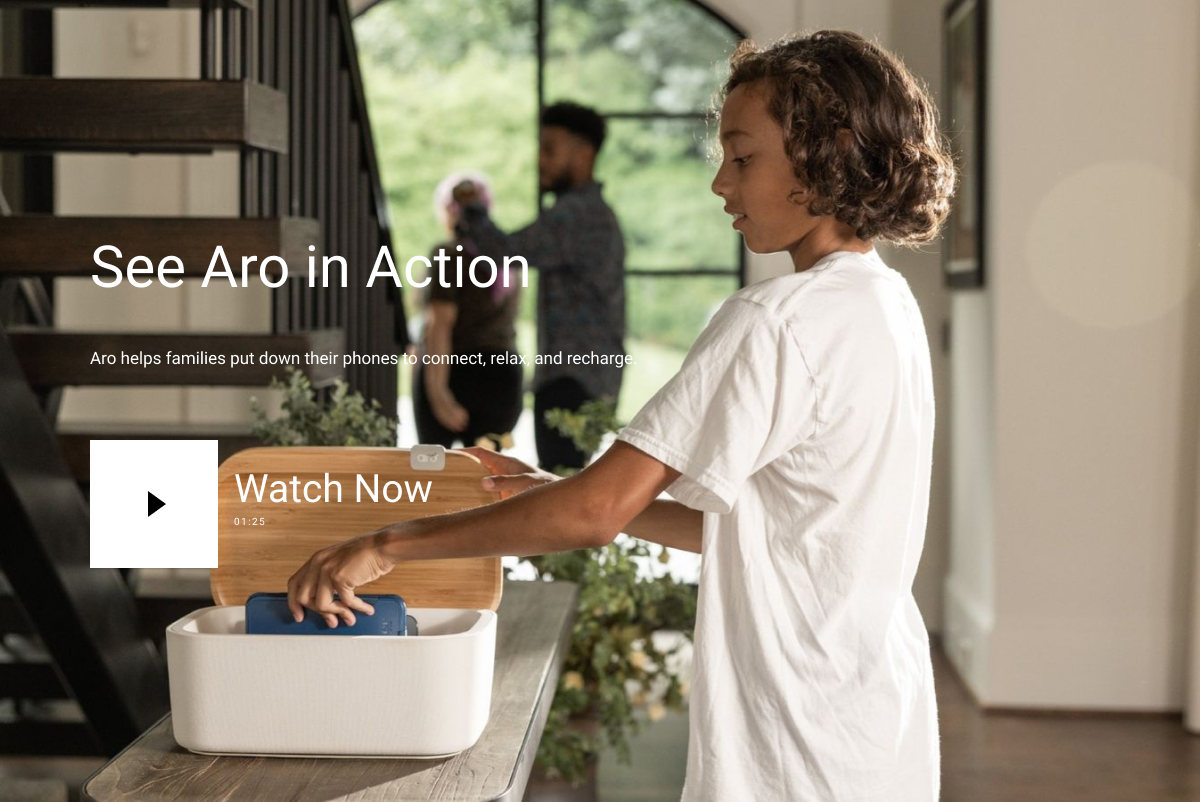 See Aro in Action
Aro helps families put down their phones to connect, relax, and recharge.
Watch Now
01:25
aro